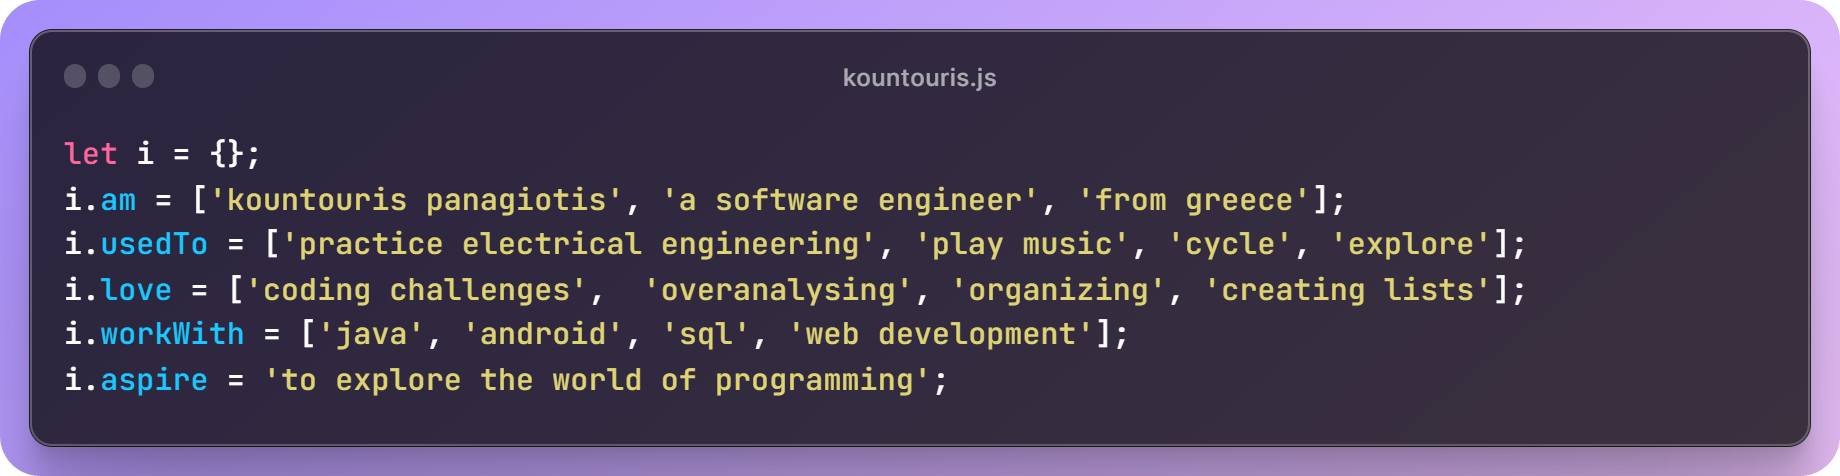 kountouris.js
let i = {};
i.am = ['kountouris panagiotis', 'a software engineer', 'from greece'];
i.usedTo = ['practice electrical engineering', 'play music', 'cycle', 'explore'];
i.love = ['coding challenges',  'overanalysing', 'organizing', 'creating lists'];
i.workWith = ['java', 'android', 'sql', 'web development'];
i.aspire = 'to explore the world of programming';